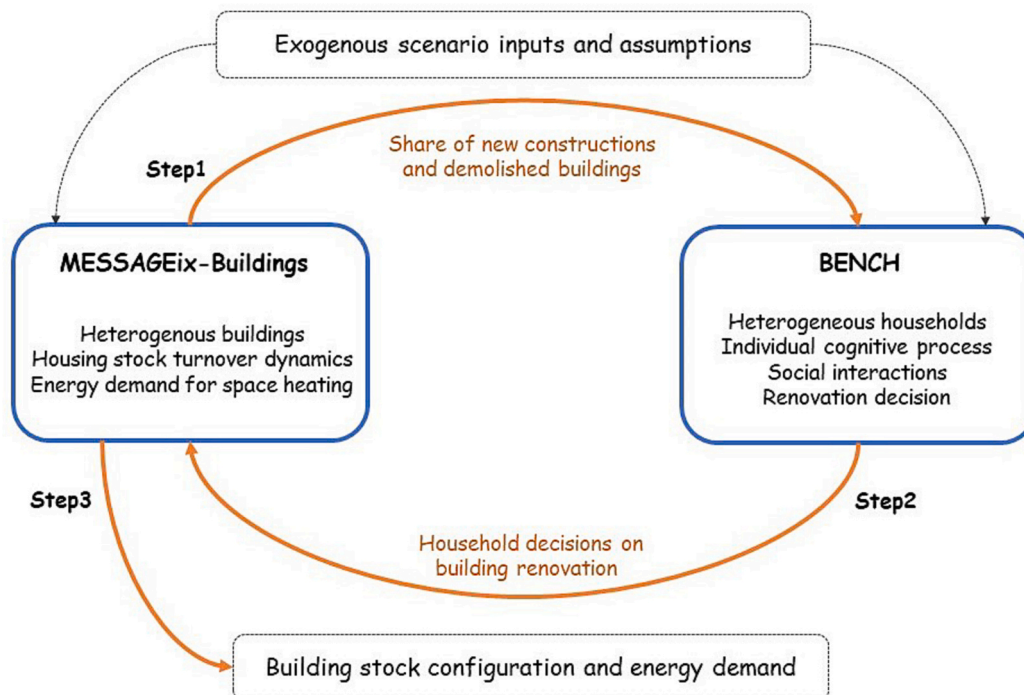 Exogenous scenario inputs and assumptions
Share of new constructions
and demolished buildings
Step1
MESSAGEix-Buildings
Heterogenous buildings
Housing stock turnover dynamics
Energy demand for space heating
BENCH
Heterogeneous households
Individual cognitive process
Social interactions
Renovation decision
Step3
Step2
Household decisions on
building renovation
Building stock configuration and energy demand